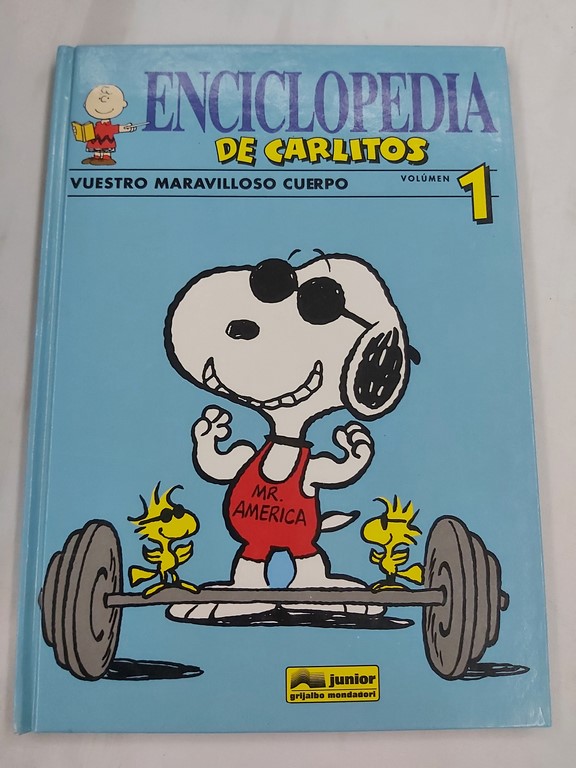 ENCICLOPEDIA
DE CARLITOS
VUESTRO MARAVILLOSO CUERPO
VOLÚMEN 1
MR.
AMERICA
junior
grijalbo mondadori